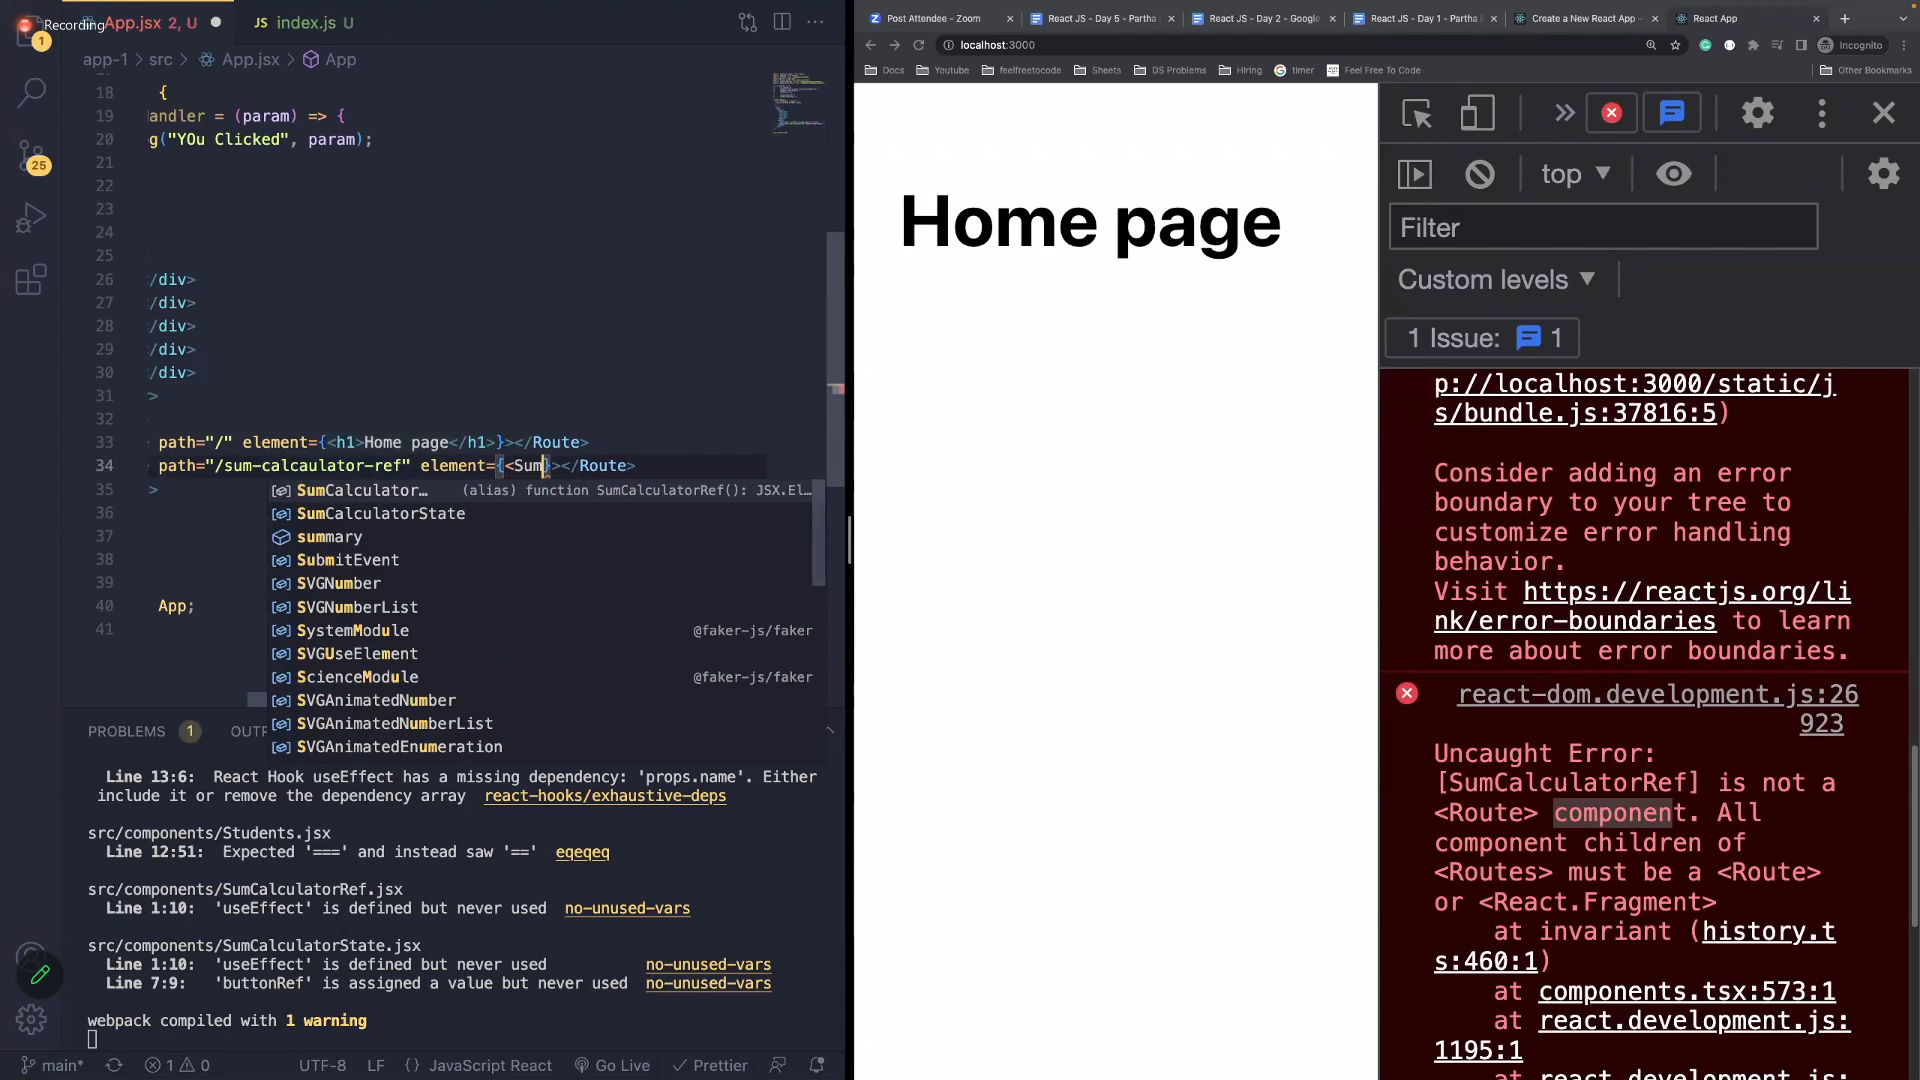 Recording
App.jsx 2, U
JS index.js U
1
app-1 > src > App.jsx > App
18 {
19 andler = (param) => {
20 g("YOu Clicked", param);
21
22
23
24
25
26 /div>
27 /div>
28 /div>
29 /div>
30 /div>
31 >
32
33 path="/" element={<h1>Home page</h1>}></Route>
34 path="/sum-calcaulator-ref" element={<Sum}></Route>
35 >
36
37
38
39
40 App;
41
25
SumCalculator… (alias) function SumCalculatorRef(): JSX.El…
SumCalculatorState
summary
SubmitEvent
SVGNumber
SVGNumberList
SystemModule @faker-js/faker
SVGUseElement
ScienceModule @faker-js/faker
SVGAnimatedNumber
SVGAnimatedNumberList
SVGAnimatedEnumeration
PROBLEMS 1 OUT
Line 13:6: React Hook useEffect has a missing dependency: 'props.name'. Either
include it or remove the dependency array react-hooks/exhaustive-deps
src/components/Students.jsx
Line 12:51: Expected '===' and instead saw '==' eqeqeq
src/components/SumCalculatorRef.jsx
Line 1:10: 'useEffect' is defined but never used no-unused-vars
src/components/SumCalculatorState.jsx
Line 1:10: 'useEffect' is defined but never used no-unused-vars
Line 7:9: 'buttonRef' is assigned a value but never used no-unused-vars
webpack compiled with 1 warning
main* 1 0 UTF-8 LF {} JavaScript React Go Live Prettier
Post Attendee - Zoom
React JS - Day 5 - Partha
React JS - Day 2 - Google
React JS - Day 1 - Partha
Create a New React App –
React App
localhost:3000
Incognito
Docs Youtube feelfreetocode Sheets DS Problems HIring timer Feel Free To Code Other Bookmarks
Home page
top
Filter
Custom levels
1 Issue: 1
p://localhost:3000/static/j
s/bundle.js:37816:5)
Consider adding an error
boundary to your tree to
customize error handling
behavior.
Visit https://reactjs.org/li
nk/error-boundaries to learn
more about error boundaries.
react-dom.development.js:26
923
Uncaught Error:
[SumCalculatorRef] is not a
<Route> component. All
component children of
<Routes> must be a <Route>
or <React.Fragment>
at invariant (history.t
s:460:1)
at components.tsx:573:1
at react.development.js:
1195:1
at react.development.js: